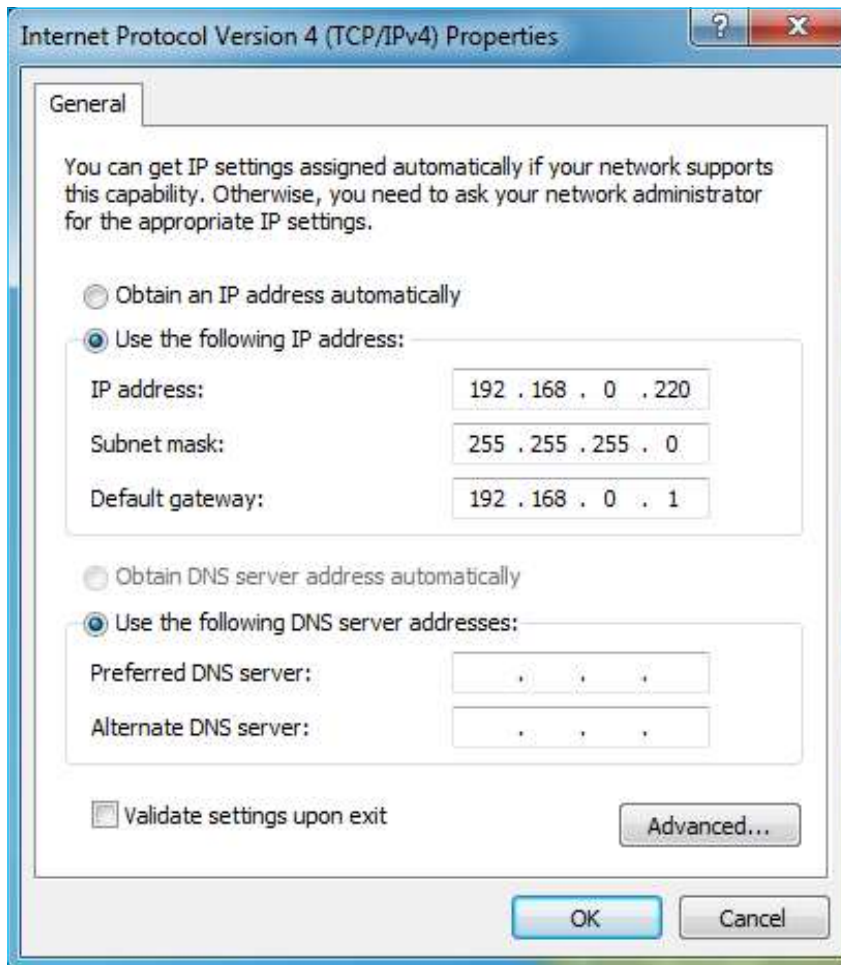 Internet Protocol Version 4 (TCP/IPv4) Properties
?
X
General
You can get IP settings assigned automatically if your network supports
this capability. Otherwise, you need to ask your network administrator
for the appropriate IP settings.
Obtain an IP address automatically
Use the following IP address:
IP address: 192 . 168 . 0 . 220
Subnet mask: 255 . 255 . 255 . 0
Default gateway: 192 . 168 . 0 . 1
Obtain DNS server address automatically
Use the following DNS server addresses:
Preferred DNS server: . . .
Alternate DNS server: . . .
Validate settings upon exit
Advanced...
OK Cancel